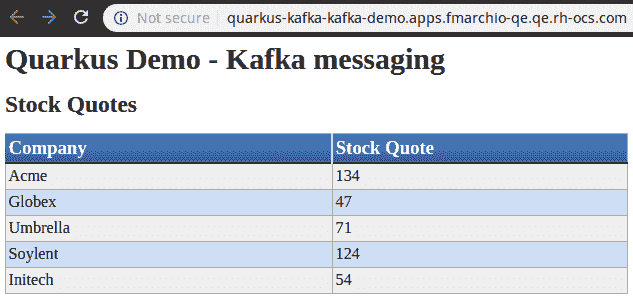 Not secure quarkus-kafka-kafka-demo.apps.fmarchio-qe.qe.rh-ocs.com
Quarkus Demo - Kafka messaging
Stock Quotes
Company Stock Quote
Acme 134
Globex 47
Umbrella 71
Soylent 124
Initech 54